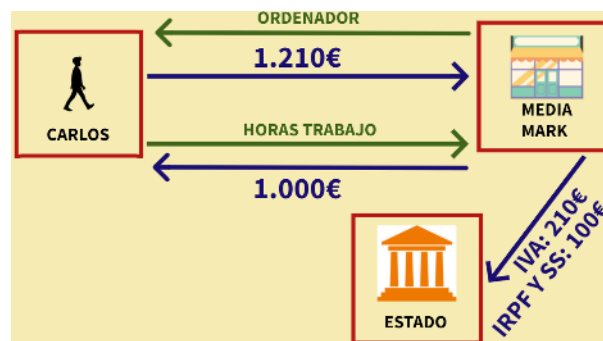 ORDENADOR
1.210€
CARLOS
MEDIA
MARK
HORAS TRABAJO
1.000€
IVA: 210€
IRPF Y SS: 100€
ESTADO